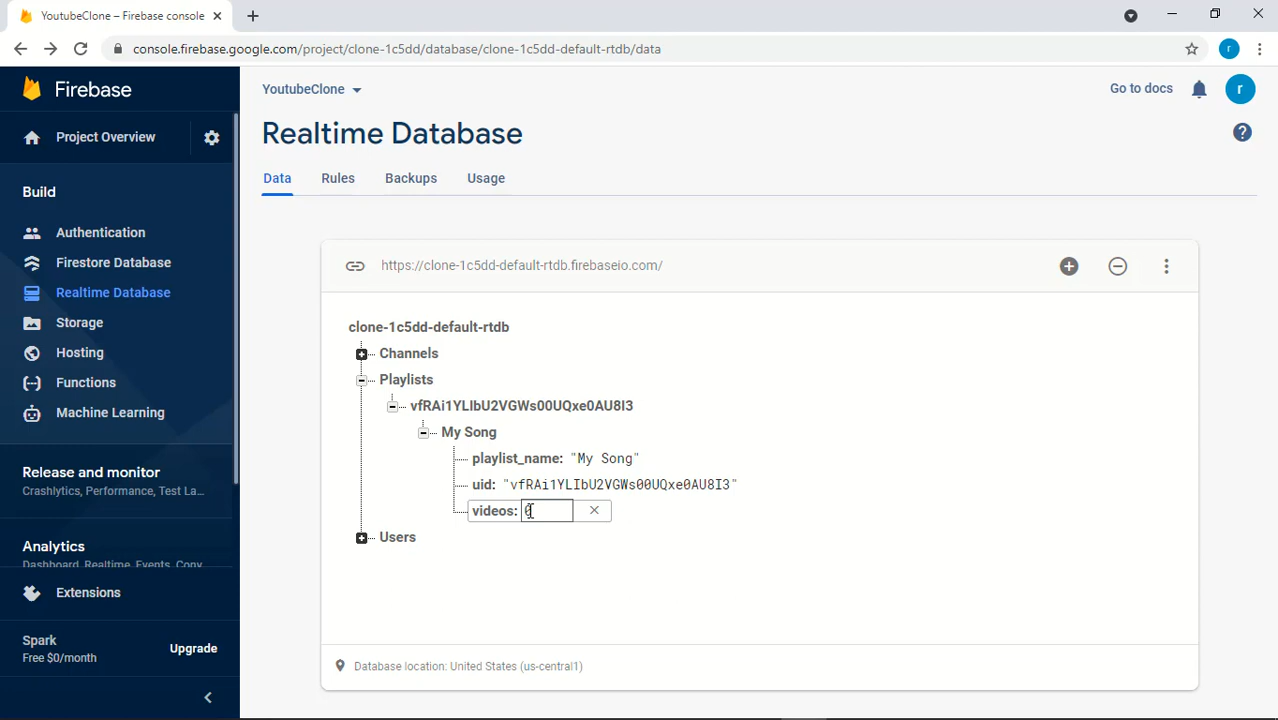 YoutubeClone – Firebase console
console.firebase.google.com/project/clone-1c5dd/database/clone-1c5dd-default-rtdb/data
r
Firebase
YoutubeClone
Go to docs
r
Project Overview
Realtime Database
Data
Rules
Backups
Usage
Build
Authentication
Firestore Database
Realtime Database
Storage
Hosting
Functions
Machine Learning
Release and monitor
Crashlytics, Performance, Test La...
Analytics
Dashboard, Realtime, Events, Conv...
Extensions
Spark
Free $0/month
Upgrade
https://clone-1c5dd-default-rtdb.firebaseio.com/
clone-1c5dd-default-rtdb
Channels
Playlists
vfRAi1YLIbU2VGWs00UQxe0AU8I3
My Song
playlist_name: "My Song"
uid: "vfRAi1YLIbU2VGWs00UQxe0AU8I3"
videos:
Users
Database location: United States (us-central1)